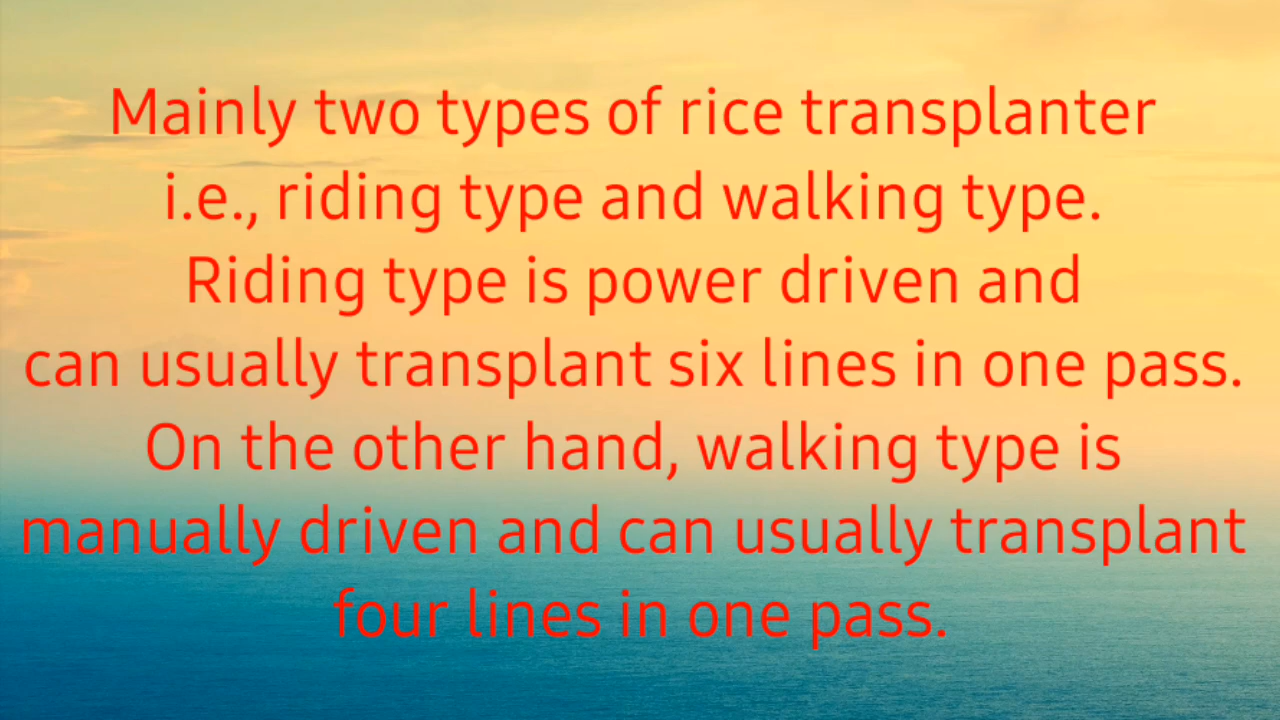 Mainly two types of rice transplanter
i.e., riding type and walking type.
Riding type is power driven and
can usually transplant six lines in one pass.
On the other hand, walking type is
manually driven and can usually transplant
four lines in one pass.